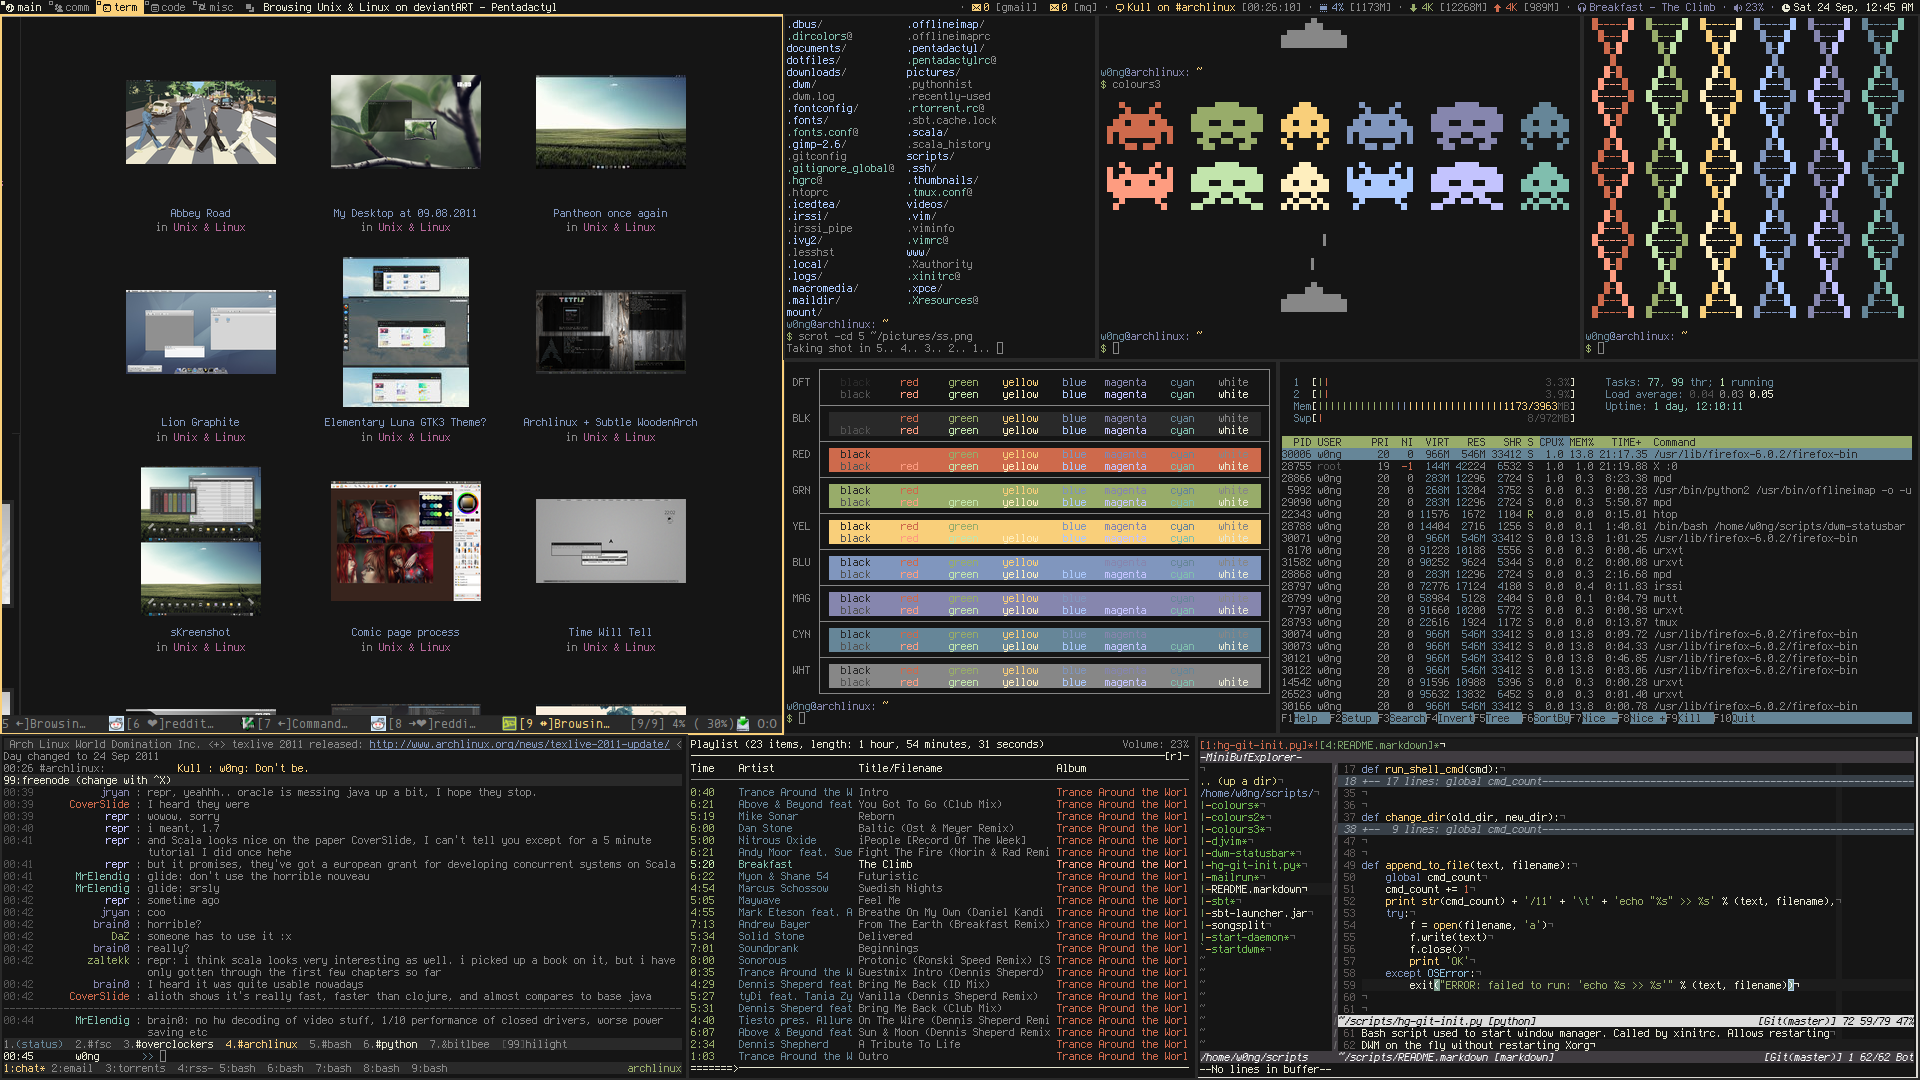 main comm term code misc Browsing Unix & Linux on deviantART - Pentadactyl
0 [gmail] 0 [mq] Kull on #archlinux [00:26:10] 4% [1173M] 4K [12268M] 4K [989M] Breakfast - The Climb 23% Sat 24 Sep, 12:45 AM
Abbey Road
in Unix & Linux
My Desktop at 09.08.2011
in Unix & Linux
Pantheon once again
in Unix & Linux
Lion Graphite
in Unix & Linux
Elementary Luna GTK3 Theme?
in Unix & Linux
Archlinux + Subtle WoodenArch
in Unix & Linux
sKreenshot
in Unix & Linux
Comic page process
in Unix & Linux
Time Will Tell
in Unix & Linux
[6 ❤]reddit… [7 ←]Command… [8 →❤]reddi… [9 ↔]Browsin… [9/9] 4% ( 30%) 0:0
.dbus/ .offlineimap/
.dircolors@ .offlineimaprc
documents/ .pentadactyl/
dotfiles/ .pentadactylrc@
downloads/ pictures/
.dwm/ .pythonhist
.dwm.log .recently-used
.fontconfig/ .rtorrent.rc@
.fonts/ .sbt.cache.lock
.fonts.conf@ .scala/
.gimp-2.6/ .scala_history
.gitconfig scripts/
.gitignore_global@ .ssh/
.hgrc@ .thumbnails/
.htoprc .tmux.conf@
.icedtea/ videos/
.irssi/ .vim/
.irssi_pipe .viminfo
.ivy2/ .vimrc@
.lesshst www/
.local/ .Xauthority
.logs/ .xinitrc@
.macromedia/ .xpce/
.maildir/ .Xresources@
mount/
w0ng@archlinux: ~
$ scrot -cd 5 ~/pictures/ss.png
Taking shot in 5.. 4.. 3.. 2.. 1..
w0ng@archlinux: ~
$ colours3
w0ng@archlinux: ~
$
w0ng@archlinux: ~
$
DFT black red green yellow blue magenta cyan white
black red green yellow blue magenta cyan white
BLK red green yellow blue magenta cyan white
black red green yellow blue magenta cyan white
RED black green yellow blue magenta cyan white
black red green yellow blue magenta cyan white
GRN black red yellow blue magenta cyan white
black red green yellow blue magenta cyan white
YEL black red green blue magenta cyan white
black red green yellow blue magenta cyan white
BLU black red green yellow magenta cyan white
black red green yellow blue magenta cyan white
MAG black red green yellow blue cyan white
black red green yellow blue magenta cyan white
CYN black red green yellow blue magenta white
black red green yellow blue magenta cyan white
WHT black red green yellow blue magenta cyan
black red green yellow blue magenta cyan white
w0ng@archlinux: ~
$
1 [|| 3.3%] Tasks: 77, 99 thr; 1 running
2 [|| 3.9%] Load average: 0.04 0.03 0.05
Mem[1173/3963MB] Uptime: 1 day, 12:10:11
Swp[| 8/972MB]
PID USER PRI NI VIRT RES SHR S CPU% MEM% TIME+ Command
30006 w0ng 20 0 966M 546M 33412 S 1.0 13.8 21:17.35 /usr/lib/firefox-6.0.2/firefox-bin
28755 root 19 -1 144M 42224 6532 S 1.0 1.0 21:19.88 X :0
28866 w0ng 20 0 283M 12296 2724 S 1.0 0.3 8:23.38 mpd
5992 w0ng 20 0 268M 13204 3752 S 0.0 0.3 0:00.28 /usr/bin/python2 /usr/bin/offlineimap -o -u
29090 w0ng 20 0 283M 12296 2724 S 0.0 0.3 5:50.87 mpd
22343 w0ng 20 0 11576 1672 1104 R 0.0 0.0 0:15.01 htop
28788 w0ng 20 0 14404 2716 1256 S 0.0 0.1 1:40.81 /bin/bash /home/w0ng/scripts/dwm-statusbar
30071 w0ng 20 0 966M 546M 33412 S 0.0 13.8 1:01.25 /usr/lib/firefox-6.0.2/firefox-bin
8170 w0ng 20 0 91228 10188 5556 S 0.0 0.3 0:00.46 urxvt
31582 w0ng 20 0 90252 9624 5344 S 0.0 0.2 0:00.08 urxvt
28868 w0ng 20 0 283M 12296 2724 S 0.0 0.3 2:16.68 mpd
28797 w0ng 20 0 72776 17124 4180 S 0.0 0.4 0:11.83 irssi
28799 w0ng 20 0 58984 5128 2404 S 0.0 0.1 0:04.79 mutt
7797 w0ng 20 0 91660 10200 5772 S 0.0 0.3 0:00.98 urxvt
28793 w0ng 20 0 22616 1924 1172 S 0.0 0.0 0:13.87 tmux
30074 w0ng 20 0 966M 546M 33412 S 0.0 13.8 0:09.72 /usr/lib/firefox-6.0.2/firefox-bin
30073 w0ng 20 0 966M 546M 33412 S 0.0 13.8 0:04.33 /usr/lib/firefox-6.0.2/firefox-bin
30121 w0ng 20 0 966M 546M 33412 S 0.0 13.8 0:46.85 /usr/lib/firefox-6.0.2/firefox-bin
30122 w0ng 20 0 966M 546M 33412 S 0.0 13.8 0:03.06 /usr/lib/firefox-6.0.2/firefox-bin
14542 w0ng 20 0 91596 10988 5396 S 0.0 0.3 0:00.28 urxvt
26523 w0ng 20 0 95632 13832 6452 S 0.0 0.3 0:01.40 urxvt
30165 w0ng 20 0 966M 546M 33412 S 0.0 13.8 0:00.00 /usr/lib/firefox-6.0.2/firefox-bin
F1Help F2Setup F3Search F4Invert F5Tree F6SortBy F7Nice -F8Nice +F9Kill F10Quit
Arch Linux World Domination Inc. <+> texlive 2011 released: http://www.archlinux.org/news/texlive-2011-update/ <
Day changed to 24 Sep 2011
00:26 #archlinux: Kull : w0ng: Don't be.
99:freenode (change with ^X)
00:39 jryan : repr, yeahhh.. oracle is messing java up a bit, I hope they stop.
00:39 CoverSlide : I heard they were
00:39 repr : wowow, sorry
00:40 repr : i meant, 1.7
00:41 repr : and Scala looks nice on the paper CoverSlide, I can't tell you except for a 5 minute
tutorial I did once hehe
00:41 repr : but it promises, they've got a european grant for developing concurrent systems on Scala
00:41 MrElendig : glide: don't use the horrible nouveau
00:42 MrElendig : glide: srsly
00:42 repr : sometime ago
00:42 jryan : coo
00:42 brain0 : horrible?
00:42 DaZ : someone has to use it :x
00:42 brain0 : really?
00:42 zaltekk : repr: i think scala looks very interesting as well. i picked up a book on it, but i have
only gotten through the first few chapters so far
00:42 brain0 : I heard it was quite usable nowadays
00:42 CoverSlide : alioth shows it's really fast, faster than clojure, and almost compares to base java
00:44 MrElendig : brain0: no hw decoding of video stuff, 1/10 performance of closed drivers, worse power
saving etc
1.(status) 2.#fsc 3.#overclockers 4.#archlinux 5.#bash 6.#python 7.&bitlbee [99]hilight
00:45 w0ng >>
1:chat* 2:email 3:torrents 4:rss- 5:bash 6:bash 7:bash 8:bash 9:bash archlinux
Playlist (23 items, length: 1 hour, 54 minutes, 31 seconds) Volume: 23%
[r]
Time Artist Title/Filename Album
0:40 Trance Around the W Intro Trance Around the Worl
6:21 Above & Beyond feat You Got To Go (Club Mix) Trance Around the Worl
5:19 Mike Sonar Reborn Trance Around the Worl
6:00 Dan Stone Baltic (Ost & Meyer Remix) Trance Around the Worl
5:00 Nitrous Oxide iPeople [Record Of The Week] Trance Around the Worl
6:21 Andy Moor feat. Sue Fight The Fire (Norin & Rad Remi Trance Around the Worl
5:20 Breakfast The Climb Trance Around the Worl
6:22 Myon & Shane 54 Futuristic Trance Around the Worl
4:54 Marcus Schossow Swedish Nights Trance Around the Worl
5:05 Maywave Feel Me Trance Around the Worl
4:55 Mark Eteson feat. A Breathe On My Own (Daniel Kandi Trance Around the Worl
7:13 Andrew Bayer From The Earth (Breakfast Remix) Trance Around the Worl
5:34 Solid Stone Delivered Trance Around the Worl
7:01 Soundprank Beginnings Trance Around the Worl
8:00 Sonorous Protonic (Ronski Speed Remix) [S Trance Around the Worl
0:35 Trance Around the W Guestmix Intro (Dennis Sheperd) Trance Around the Worl
4:29 Dennis Sheperd feat Bring Me Back (ID Mix) Trance Around the Worl
5:27 tyDi feat. Tania Zy Vanilla (Dennis Sheperd Remix) Trance Around the Worl
5:31 Dennis Sheperd feat Bring Me Back Trance Around the Worl
4:40 Tiesto pres. Allure On The Wire (Dennis Sheperd Remix Trance Around the Worl
6:07 Above & Beyond feat Sun & Moon (Dennis Sheperd Remix Trance Around the Worl
2:34 Dennis Shepherd A Tribute To Life Trance Around the Worl
1:03 Trance Around the W Outro Trance Around the Worl
=======>
[1:hg-git-init.py]*![4:README.markdown]*¬
-MiniBufExplorer-
.. (up a dir)
/home/w0ng/scripts/
|-colours*
|-colours2*
|-colours3*
|-djvim*
|-dwm-statusbar*
|-hg-git-init.py*
|-mailrun*
|-README.markdown
|-sbt*
|-sbt-launcher.jar
|-songsplit
|-start-daemon*
`-startdwm*
/home/w0ng/scripts
17 def run_shell_cmd(cmd):¬
18 +-- 17 lines: global cmd_count
35 ¬
36 ¬
37 def change_dir(old_dir, new_dir):¬
38 +-- 9 lines: global cmd_count
47 ¬
48 ¬
49 def append_to_file(text, filename):¬
50 global cmd_count¬
51 cmd_count += 1¬
52 print str(cmd_count) + '/11' + '\t' + 'echo "%s" >> %s' % (text, filename),¬
53 try:¬
54 f = open(filename, 'a')¬
55 f.write(text)¬
56 f.close()¬
57 print 'OK'¬
58 except OSError:¬
59 exit("ERROR: failed to run: 'echo %s >> %s'" % (text, filename))¬
60 ¬
61 ¬
~/scripts/hg-git-init.py [python] [Git(master)] 72 59/79 47%
61 Bash script used to start window manager. Called by xinitrc. Allows restarting¬
62 DWM on the fly without restarting Xorg¬
~/scripts/README.markdown [markdown] [Git(master)] 1 62/62 Bot
--No lines in buffer--